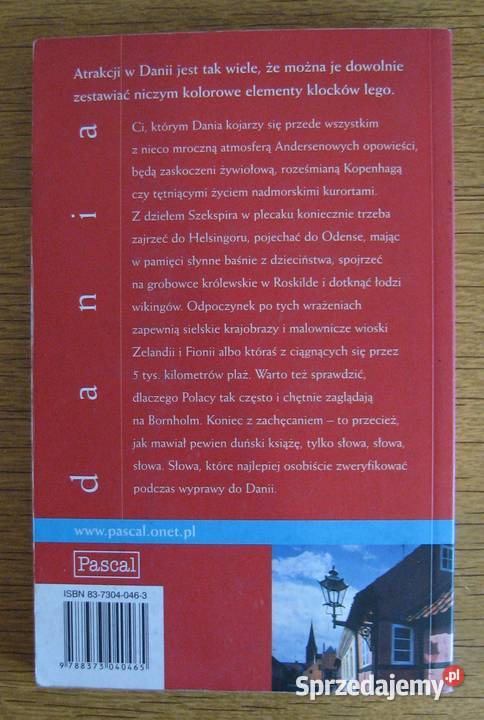 Atrakcji w Danii jest tak wiele, że można je dowolnie
zestawiać niczym kolorowe elementy klocków lego.
dania
Ci, którym Dania kojarzy się przede wszystkim
z nieco mroczną atmosferą Andersenowych opowieści,
będą zaskoczeni żywiołową, roześmianą Kopenhagą
czy tętniącymi życiem nadmorskimi kurortami.
Z dziełem Szekspira w plecaku koniecznie trzeba
zajrzeć do Helsingoru, pojechać do Odense, mając
w pamięci słynne baśnie z dzieciństwa, spojrzeć
na grobowce królewskie w Roskilde i dotknąć łodzi
wikingów. Odpoczynek po tych wrażeniach
zapewnią sielskie krajobrazy i malownicze wioski
Zelandii i Fionii albo któraś z ciągnących się przez
5 tys. kilometrów plaż. Warto też sprawdzić,
dlaczego Polacy tak często i chętnie zaglądają
na Bornholm. Koniec z zachęcaniem – to przecież,
jak mawiał pewien duński książę, tylko słowa, słowa,
słowa. Słowa, które najlepiej osobiście zweryfikować
podczas wyprawy do Danii.
www.pascal.onet.pl
Pascal
ISBN 83-7304-046-3
9 788373 040465
Sprzedajemy.pl